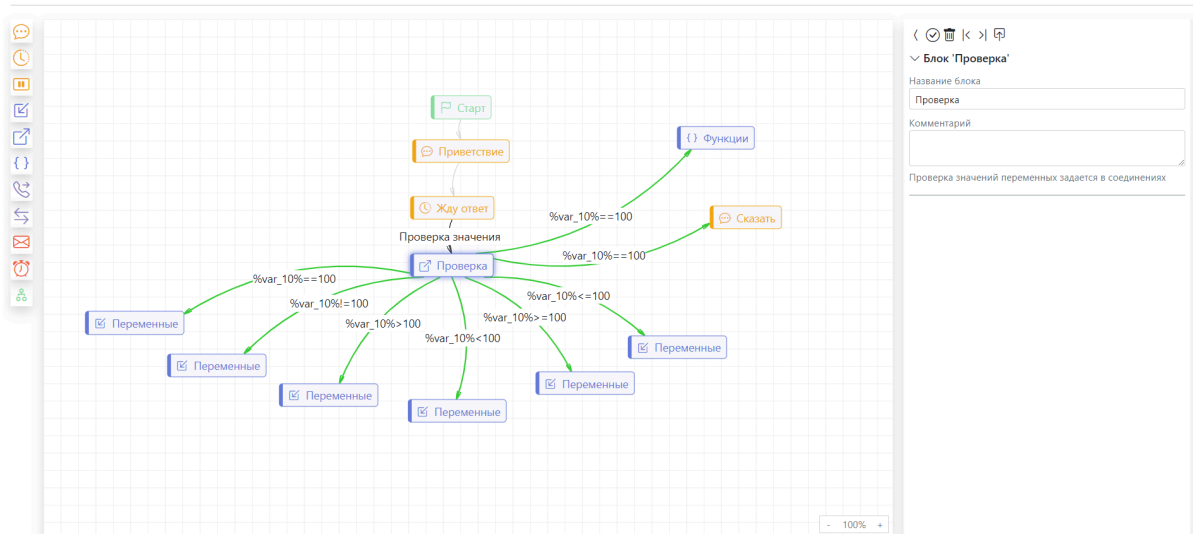 Старт
Приветствие
Жду ответ
Проверка значения
Проверка
{ } Функции
%var_10%==100
Сказать
%var_10%==100
%var_10%==100
%var_10%!=100
%var_10%>100
%var_10%<100
%var_10%>=100
%var_10%<=100
Переменные
Переменные
Переменные
Переменные
Переменные
Переменные
- 100% +
Блок 'Проверка'
Название блока
Проверка
Комментарий
Проверка значений переменных задается в соединениях